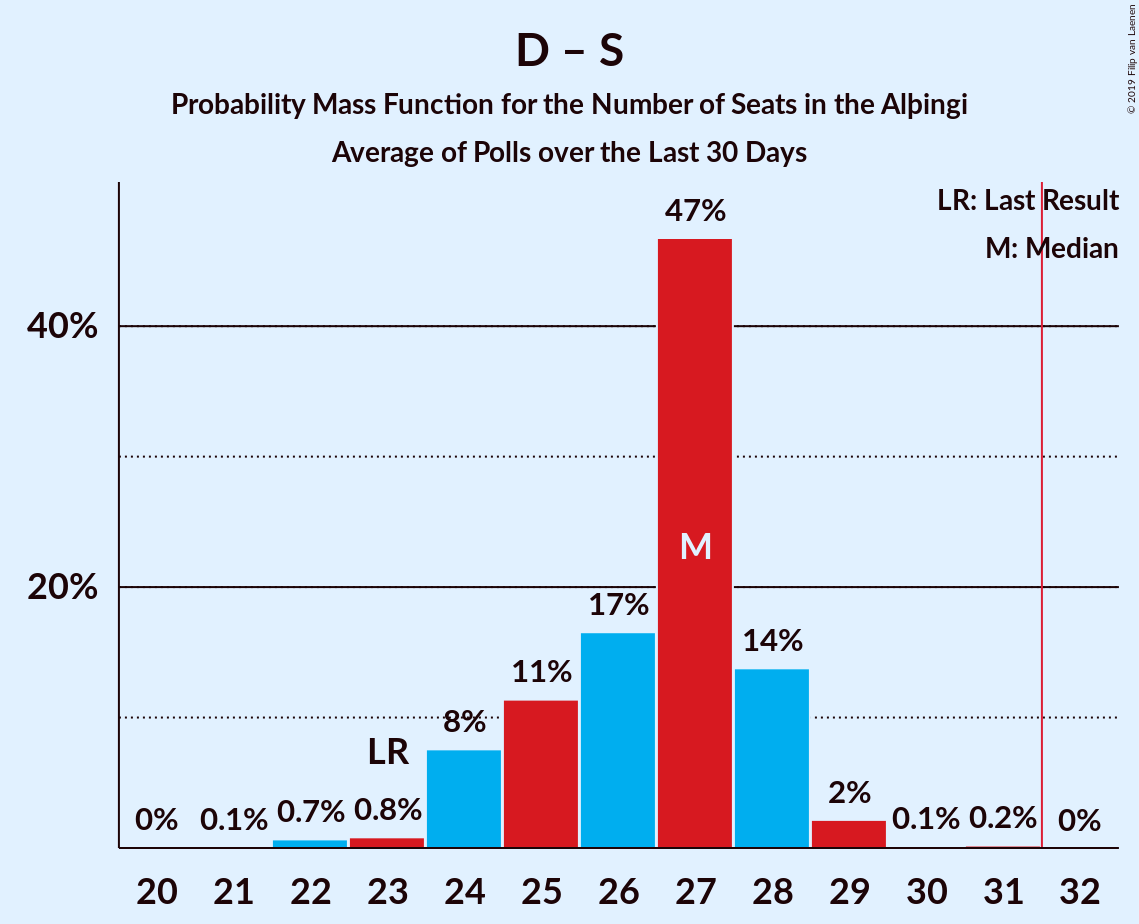 D – S
Probability Mass Function for the Number of Seats in the Alþingi
Average of Polls over the Last 30 Days
© 2019 Filip van Laenen
LR: Last Result
M: Median
47%
40%
M
20%
17%
14%
11%
8%
LR
2%
0% 0.1% 0.7% 0.8% 0.1% 0.2% 0%
20 21 22 23 24 25 26 27 28 29 30 31 32